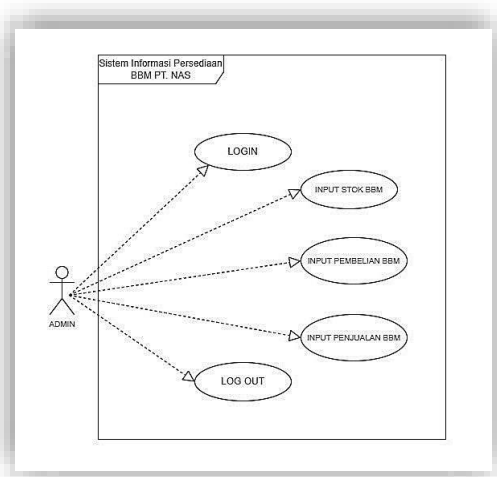 Sistem Informasi Persediaan
BBM PT. NAS
LOGIN
INPUT STOK BBM
INPUT PEMBELIAN BBM
ADMIN
INPUT PENJUALAN BBM
LOG OUT